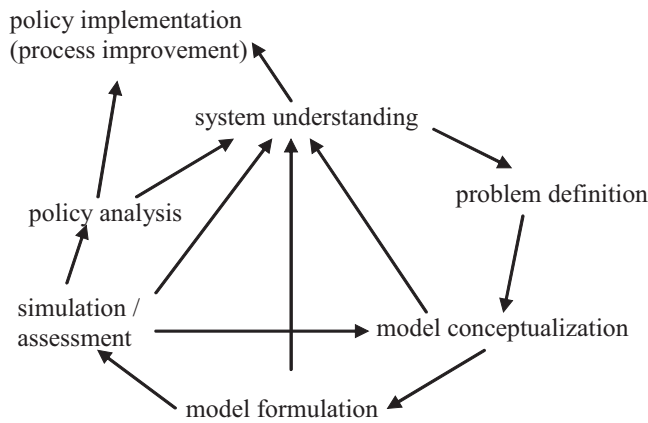 policy implementation
(process improvement)
system understanding
problem definition
policy analysis
simulation /
assessment
model conceptualization
model formulation